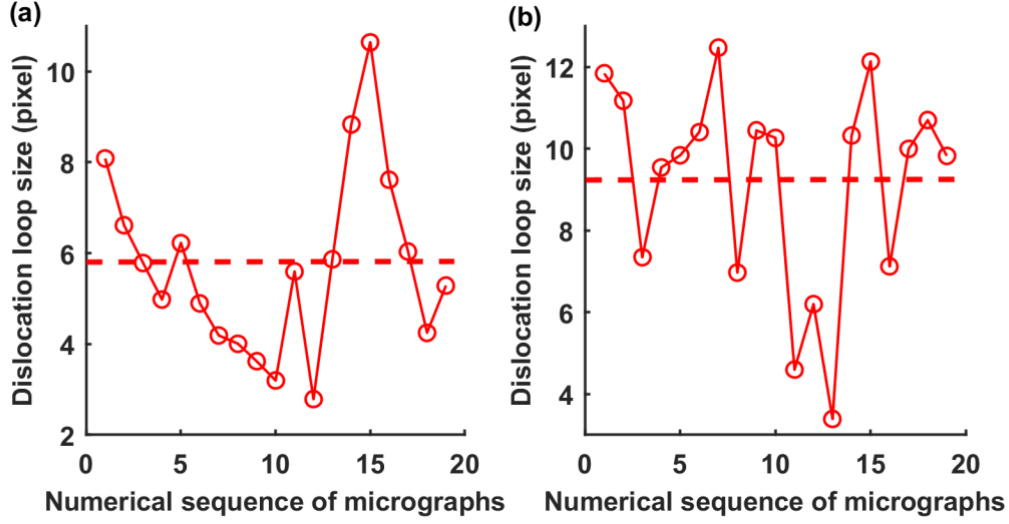 (a)
Dislocation loop size (pixel)
10
8
6
4
2
0 5 10 15 20
Numerical sequence of micrographs
(b)
Dislocation loop size (pixel)
12
10
8
6
4
0 5 10 15 20
Numerical sequence of micrographs